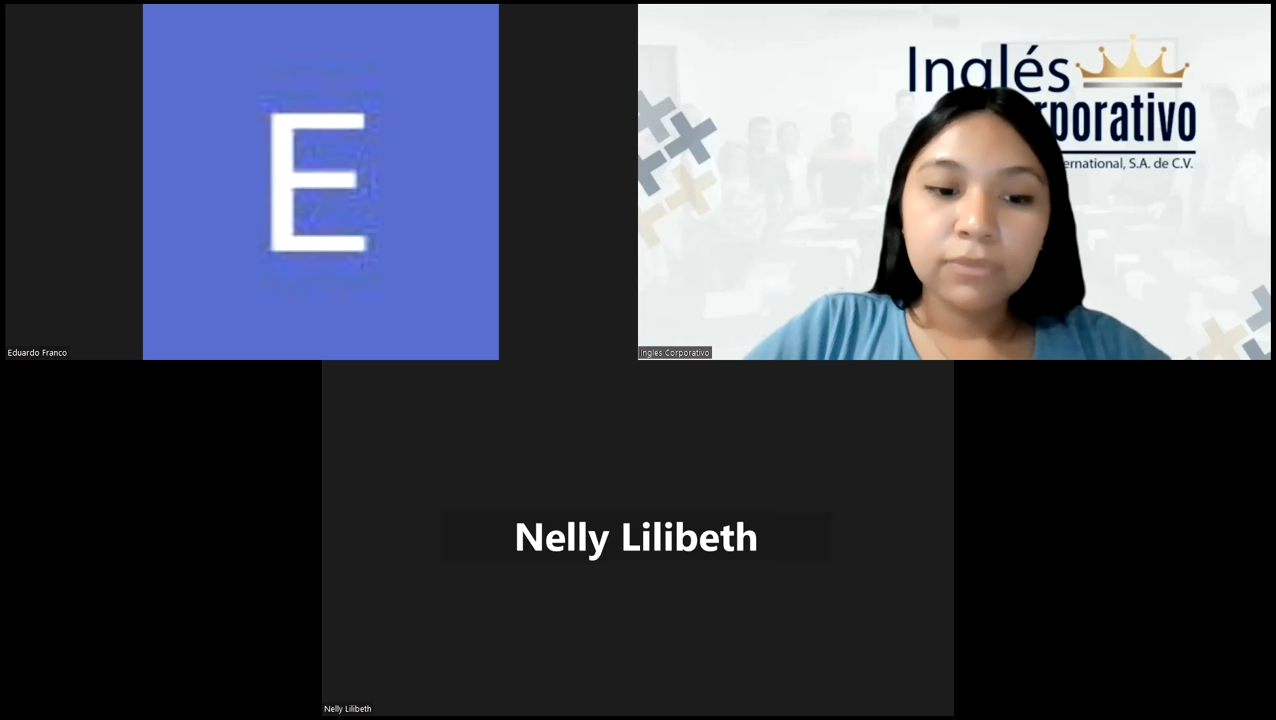 E
Eduardo Franco
Inglés
rporativo
ernational, S.A. de C.V.
Ingles Corporativo
Nelly Lilibeth
Nelly Lilibeth